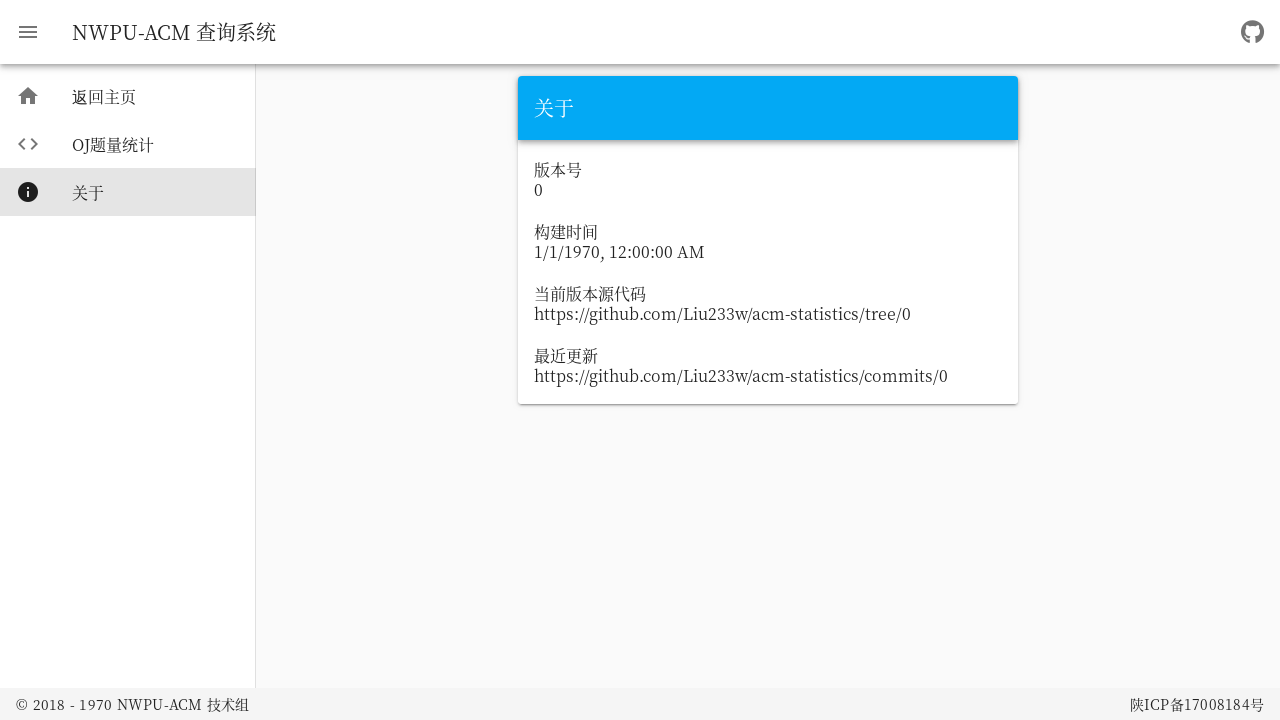 NWPU-ACM 查询系统
返回主页
OJ题量统计
关于
关于
版本号
0
构建时间
1/1/1970, 12:00:00 AM
当前版本源代码
https://github.com/Liu233w/acm-statistics/tree/0
最近更新
https://github.com/Liu233w/acm-statistics/commits/0
© 2018 - 1970 NWPU-ACM 技术组
陕ICP备17008184号